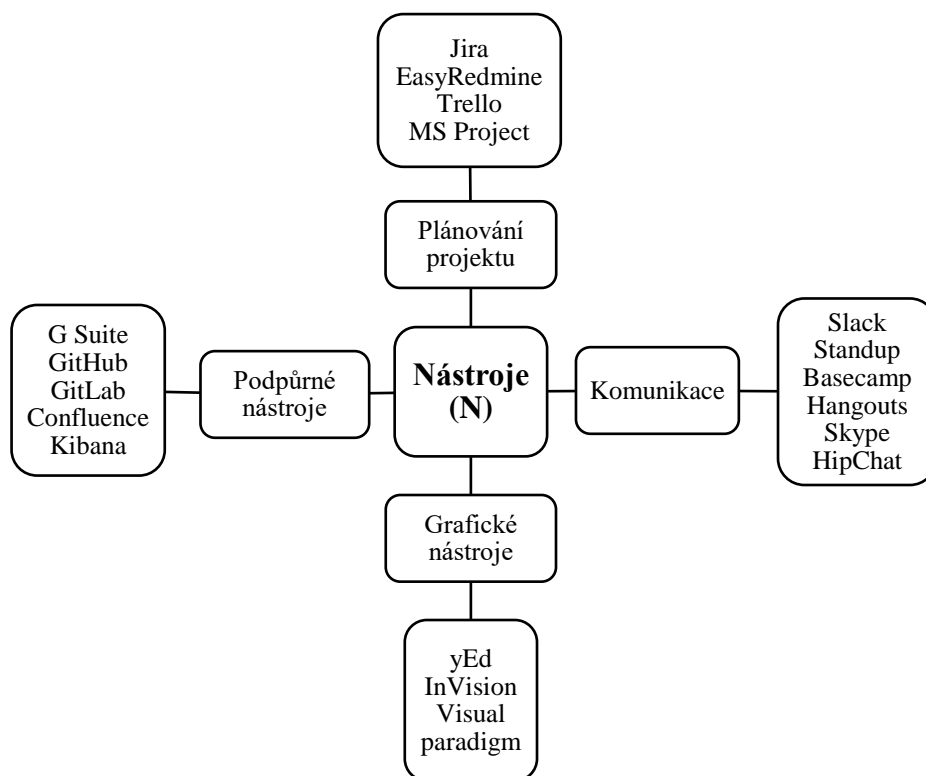 Jira
EasyRedmine
Trello
MS Project
Plánování
projektu
G Suite
GitHub
GitLab
Confluence
Kibana
Podpůrné
nástroje
Nástroje
(N)
Komunikace
Slack
Standup
Basecamp
Hangouts
Skype
HipChat
Grafické
nástroje
yEd
InVision
Visual
paradigm